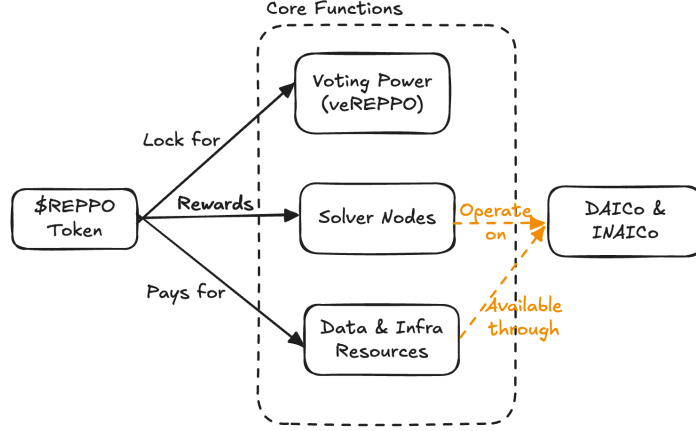 Core Functions
Voting Power
(veREPPO)
Lock for
$REPPO
Token
Rewards
Solver Nodes
Operate
on
DAICo &
INAICo
Pays for
Data & Infra
Resources
Available
through